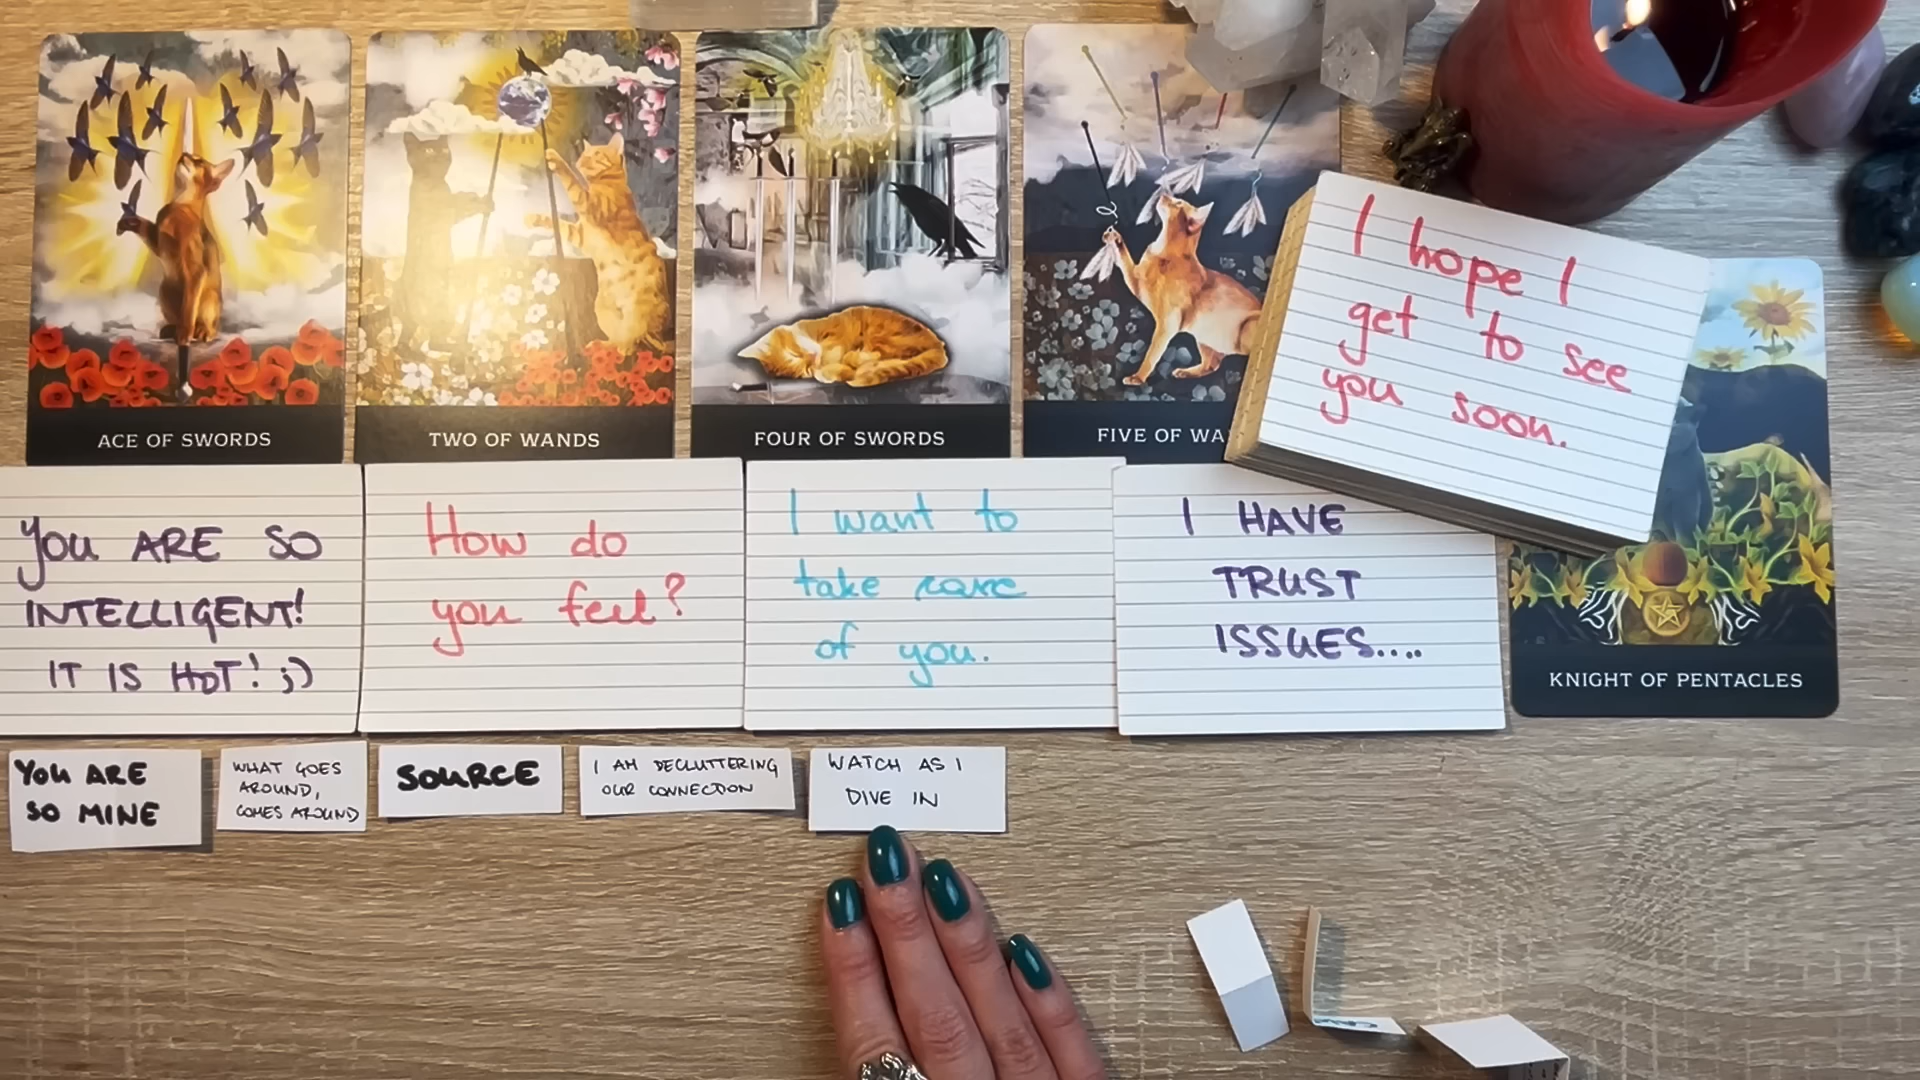 ACE OF SWORDS
TWO OF WANDS
FOUR OF SWORDS
FIVE OF WA
KNIGHT OF PENTACLES
I hope I
get to see
you soon.
You ARE SO
INTELLIGENT!
IT IS HOT! ;)
How do
you feel?
I want to
take care
of you.
I HAVE
TRUST
ISSUES....
YOU ARE
SO MINE
WHAT GOES
AROUND,
COMES AROUND
SOURCE
I AM DECLUTTERING
OUR CONNECTION
WATCH AS I
DIVE IN